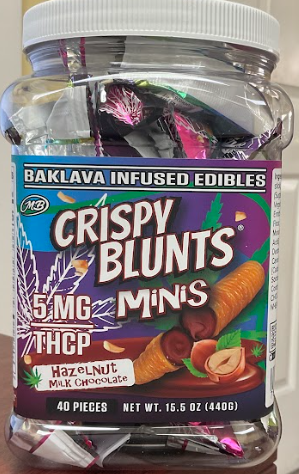 BAKLAVA INFUSED EDIBLES
MB
CRISPY
BLUNTS®
MINIS
5 MG
THCP
HAZELNUT
MILK CHOCOLATE
40 PIECES NET WT. 15.5 OZ (440G)